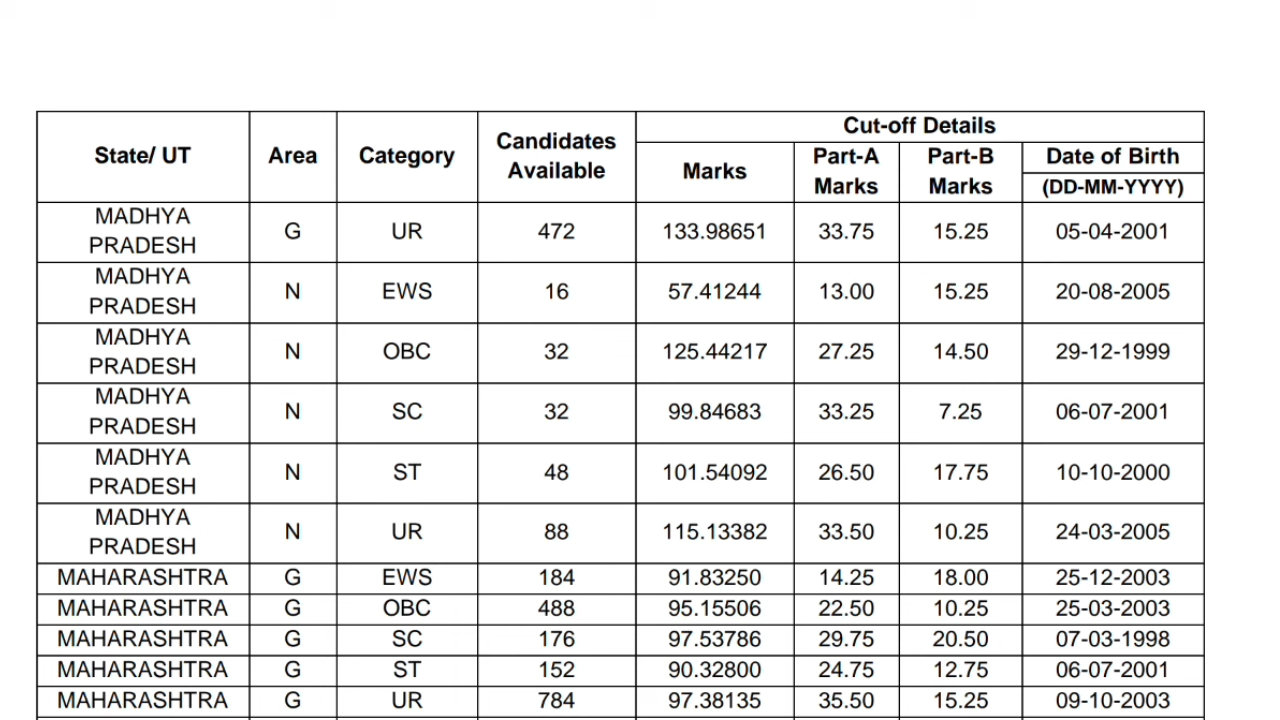 State/ UT Area Category Candidates Available Cut-off Details
Marks Part-A Marks Part-B Marks Date of Birth
(DD-MM-YYYY)
MADHYA PRADESH G UR 472 133.98651 33.75 15.25 05-04-2001
MADHYA PRADESH N EWS 16 57.41244 13.00 15.25 20-08-2005
MADHYA PRADESH N OBC 32 125.44217 27.25 14.50 29-12-1999
MADHYA PRADESH N SC 32 99.84683 33.25 7.25 06-07-2001
MADHYA PRADESH N ST 48 101.54092 26.50 17.75 10-10-2000
MADHYA PRADESH N UR 88 115.13382 33.50 10.25 24-03-2005
MAHARASHTRA G EWS 184 91.83250 14.25 18.00 25-12-2003
MAHARASHTRA G OBC 488 95.15506 22.50 10.25 25-03-2003
MAHARASHTRA G SC 176 97.53786 29.75 20.50 07-03-1998
MAHARASHTRA G ST 152 90.32800 24.75 12.75 06-07-2001
MAHARASHTRA G UR 784 97.38135 35.50 15.25 09-10-2003